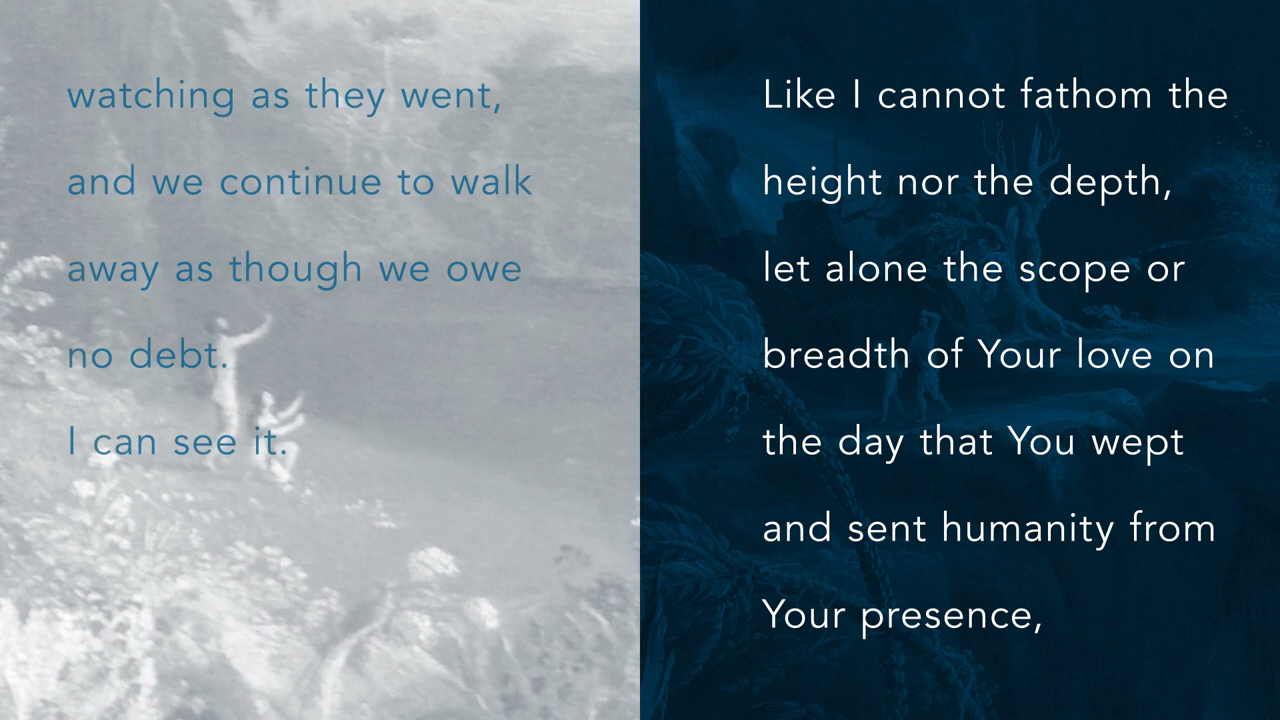 watching as they went,
and we continue to walk
away as though we owe
no debt.
I can see it.
Like I cannot fathom the
height nor the depth,
let alone the scope or
breadth of Your love on
the day that You wept
and sent humanity from
Your presence,